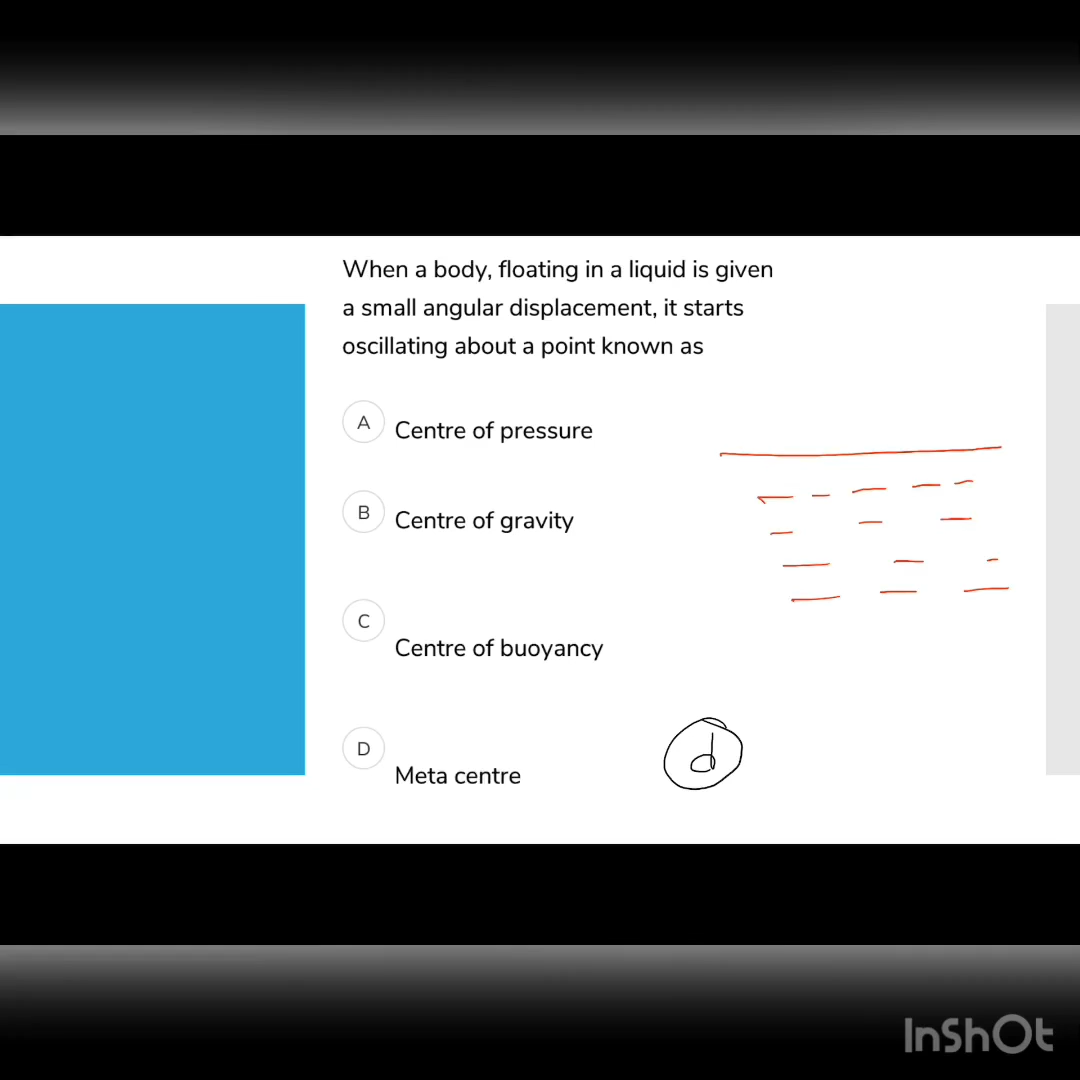 When a body, floating in a liquid is given
a small angular displacement, it starts
oscillating about a point known as
A Centre of pressure
B Centre of gravity
C Centre of buoyancy
D Meta centre
d
InShOt